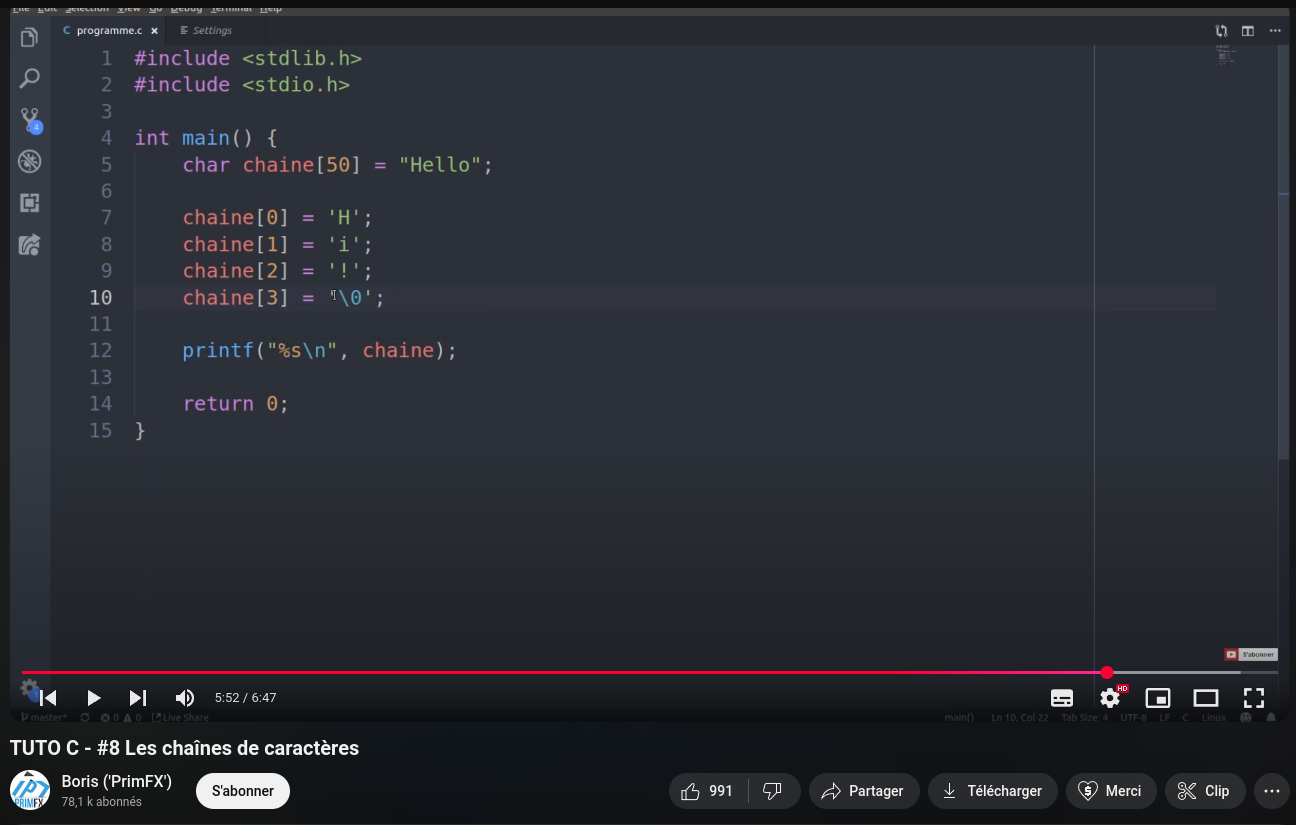 File Edit Selection View Go Debug Terminal Help
C programme.c × Settings
1 #include <stdlib.h>
2 #include <stdio.h>
3
4 int main() {
5 char chaine[50] = "Hello";
6
7 chaine[0] = 'H';
8 chaine[1] = 'i';
9 chaine[2] = '!';
10 chaine[3] = '\0';
11
12 printf("%s\n", chaine);
13
14 return 0;
15 }
4
S'abonner
5:52 / 6:47
HD
master* 0 0 Live Share main() Ln 10, Col 22 Tab Size: 4 UTF-8 LF C Linux
TUTO C - #8 Les chaînes de caractères
Boris ('PrimFX')
78,1 k abonnés
PRIMFX
S'abonner
991
Partager
Télécharger
Merci
Clip